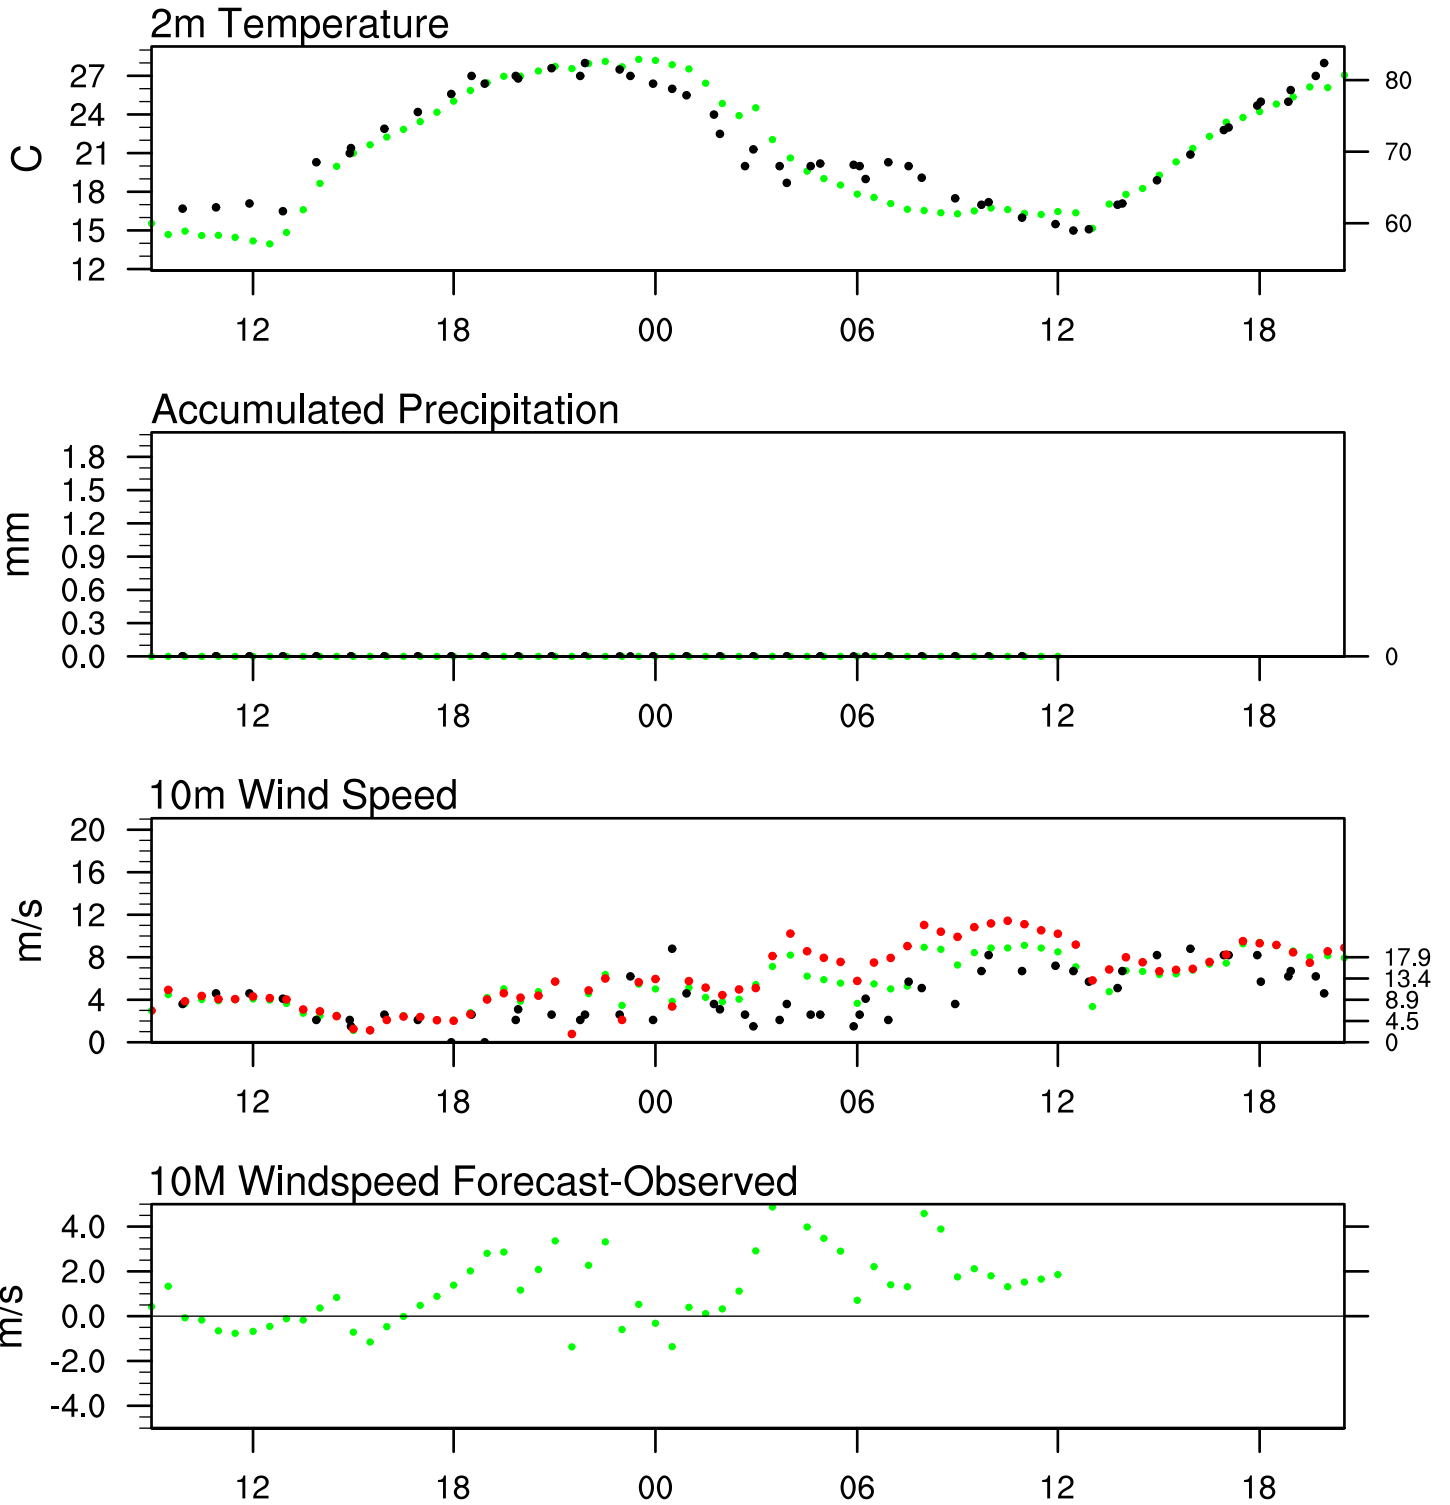 2m Temperature
27
24
21
18
15
12
C
80
70
60
12 18 00 06 12 18
Accumulated Precipitation
1.8
1.5
1.2
0.9
0.6
0.3
0.0
mm
0
12 18 00 06 12 18
10m Wind Speed
20
16
12
8
4
0
m/s
17.9
13.4
8.9
4.5
0
12 18 00 06 12 18
10M Windspeed Forecast-Observed
4.0
2.0
0.0
-2.0
-4.0
m/s
12 18 00 06 12 18